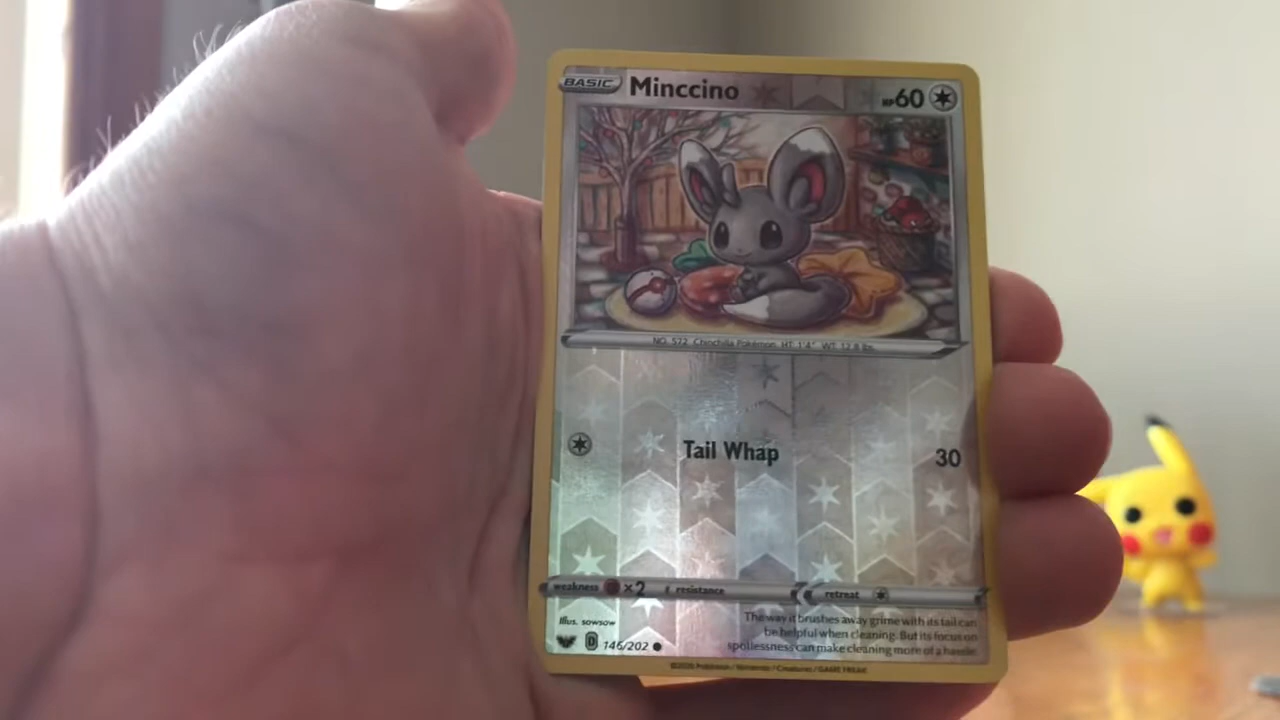 BASIC Minccino HP 60
NO. 572 Chinchilla Pokémon HT: 1'4" WT: 12.8 lbs.
Tail Whap 30
weakness ×2 resistance retreat
Illus. sowsow
The way it brushes away grime with its tail can
be helpful when cleaning. But its focus on
spotlessness can make cleaning more of a hassle.
D 146/202
©2020 Pokémon / Nintendo / Creatures / GAME FREAK